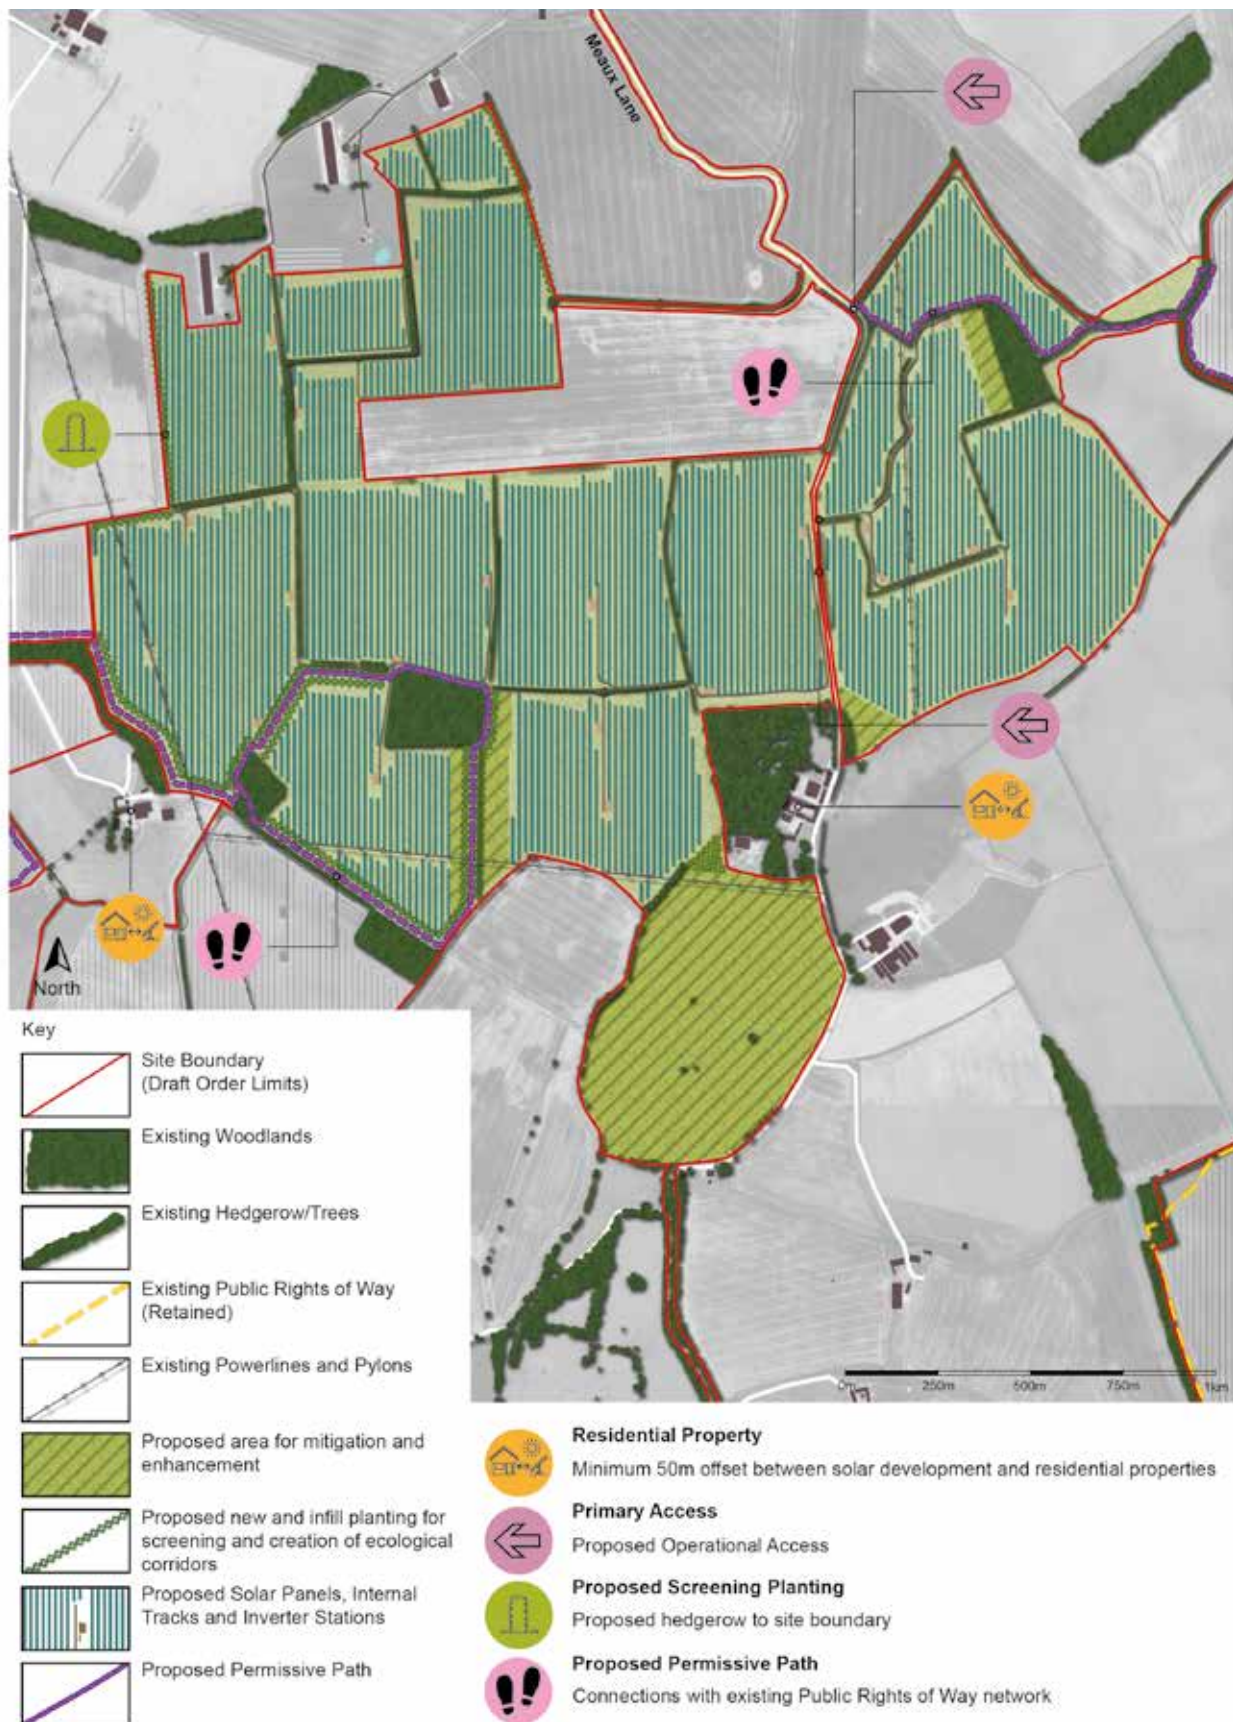 Meaux Lane
North
0m 250m 500m 750m 1km
Key
Site Boundary
(Draft Order Limits)
Existing Woodlands
Existing Hedgerow/Trees
Existing Public Rights of Way
(Retained)
Existing Powerlines and Pylons
Proposed area for mitigation and
enhancement
Proposed new and infill planting for
screening and creation of ecological
corridors
Proposed Solar Panels, Internal
Tracks and Inverter Stations
Proposed Permissive Path
Residential Property
Minimum 50m offset between solar development and residential properties
Primary Access
Proposed Operational Access
Proposed Screening Planting
Proposed hedgerow to site boundary
Proposed Permissive Path
Connections with existing Public Rights of Way network